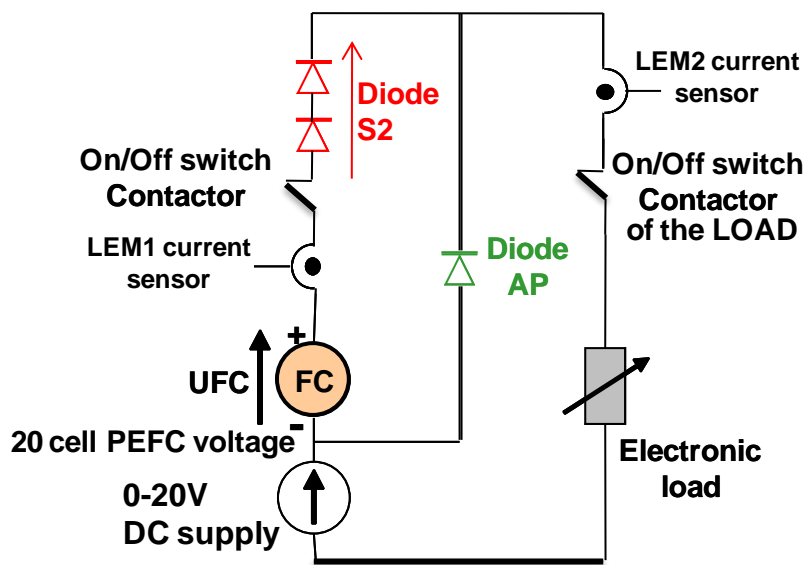 LEM2 current
sensor
Diode
S2
On/Off switch
Contactor
On/Off switch
Contactor
of the LOAD
LEM1 current
sensor
Diode
AP
+
UFC
FC
-
20 cell PEFC voltage
Electronic
load
0-20V
DC supply